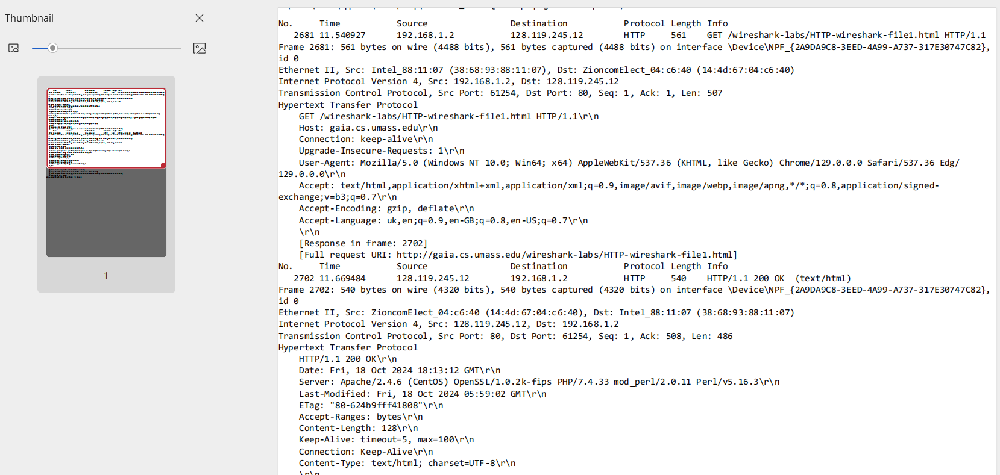 Thumbnail
1
No.     Time           Source                Destination           Protocol Length Info
2681 11.540927      192.168.1.2           128.119.245.12        HTTP     561    GET /wireshark-labs/HTTP-wireshark-file1.html HTTP/1.1
Frame 2681: 561 bytes on wire (4488 bits), 561 bytes captured (4488 bits) on interface \Device\NPF_{2A9DA9C8-3EED-4A99-A737-317E30747C82},
id 0
Ethernet II, Src: Intel_88:11:07 (38:68:93:88:11:07), Dst: ZioncomElect_04:c6:40 (14:4d:67:04:c6:40)
Internet Protocol Version 4, Src: 192.168.1.2, Dst: 128.119.245.12
Transmission Control Protocol, Src Port: 61254, Dst Port: 80, Seq: 1, Ack: 1, Len: 507
Hypertext Transfer Protocol
GET /wireshark-labs/HTTP-wireshark-file1.html HTTP/1.1\r\n
Host: gaia.cs.umass.edu\r\n
Connection: keep-alive\r\n
Upgrade-Insecure-Requests: 1\r\n
User-Agent: Mozilla/5.0 (Windows NT 10.0; Win64; x64) AppleWebKit/537.36 (KHTML, like Gecko) Chrome/129.0.0.0 Safari/537.36 Edg/
129.0.0.0\r\n
Accept: text/html,application/xhtml+xml,application/xml;q=0.9,image/avif,image/webp,image/apng,*/*;q=0.8,application/signed-
exchange;v=b3;q=0.7\r\n
Accept-Encoding: gzip, deflate\r\n
Accept-Language: uk,en;q=0.9,en-GB;q=0.8,en-US;q=0.7\r\n
\r\n
[Response in frame: 2702]
[Full request URI: http://gaia.cs.umass.edu/wireshark-labs/HTTP-wireshark-file1.html]
No.     Time           Source                Destination           Protocol Length Info
2702 11.669484      128.119.245.12        192.168.1.2           HTTP     540    HTTP/1.1 200 OK  (text/html)
Frame 2702: 540 bytes on wire (4320 bits), 540 bytes captured (4320 bits) on interface \Device\NPF_{2A9DA9C8-3EED-4A99-A737-317E30747C82},
id 0
Ethernet II, Src: ZioncomElect_04:c6:40 (14:4d:67:04:c6:40), Dst: Intel_88:11:07 (38:68:93:88:11:07)
Internet Protocol Version 4, Src: 128.119.245.12, Dst: 192.168.1.2
Transmission Control Protocol, Src Port: 80, Dst Port: 61254, Seq: 1, Ack: 508, Len: 486
Hypertext Transfer Protocol
HTTP/1.1 200 OK\r\n
Date: Fri, 18 Oct 2024 18:13:12 GMT\r\n
Server: Apache/2.4.6 (CentOS) OpenSSL/1.0.2k-fips PHP/7.4.33 mod_perl/2.0.11 Perl/v5.16.3\r\n
Last-Modified: Fri, 18 Oct 2024 05:59:02 GMT\r\n
ETag: "80-624b9fff41808"\r\n
Accept-Ranges: bytes\r\n
Content-Length: 128\r\n
Keep-Alive: timeout=5, max=100\r\n
Connection: Keep-Alive\r\n
Content-Type: text/html; charset=UTF-8\r\n
\r\n